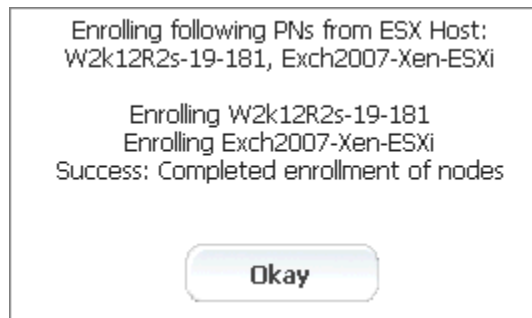 Enrolling following PNs from ESX Host:
W2k12R2s-19-181, Exch2007-Xen-ESXi
Enrolling W2k12R2s-19-181
Enrolling Exch2007-Xen-ESXi
Success: Completed enrollment of nodes
Okay